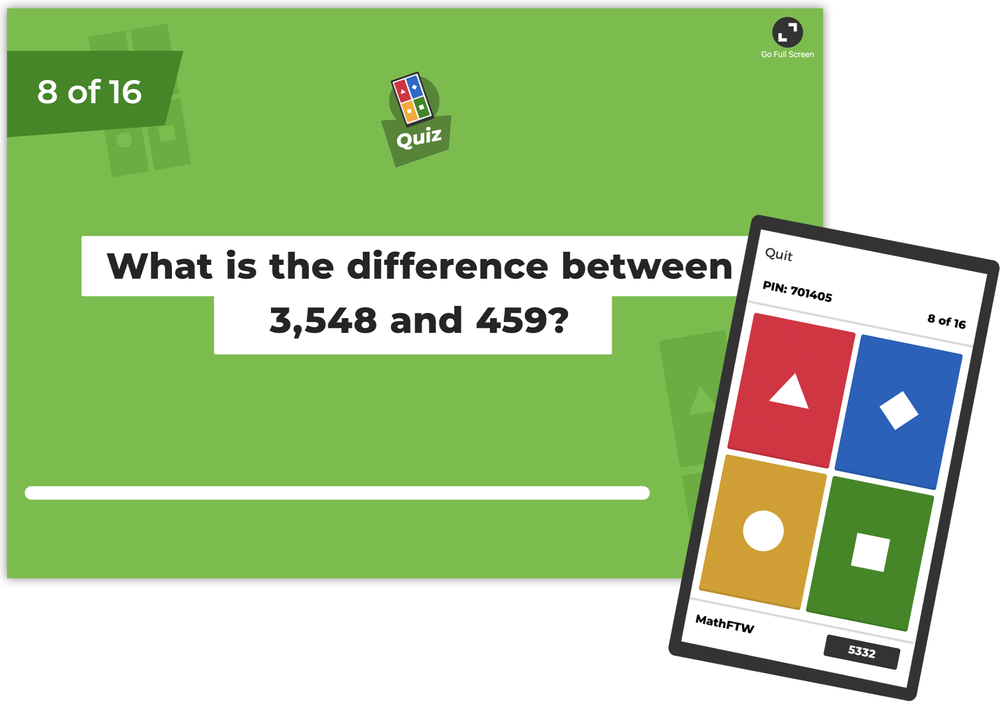 Go Full Screen
8 of 16
Quiz
What is the difference between
3,548 and 459?
Quit
PIN: 701405
8 of 16
MathFTW
5332